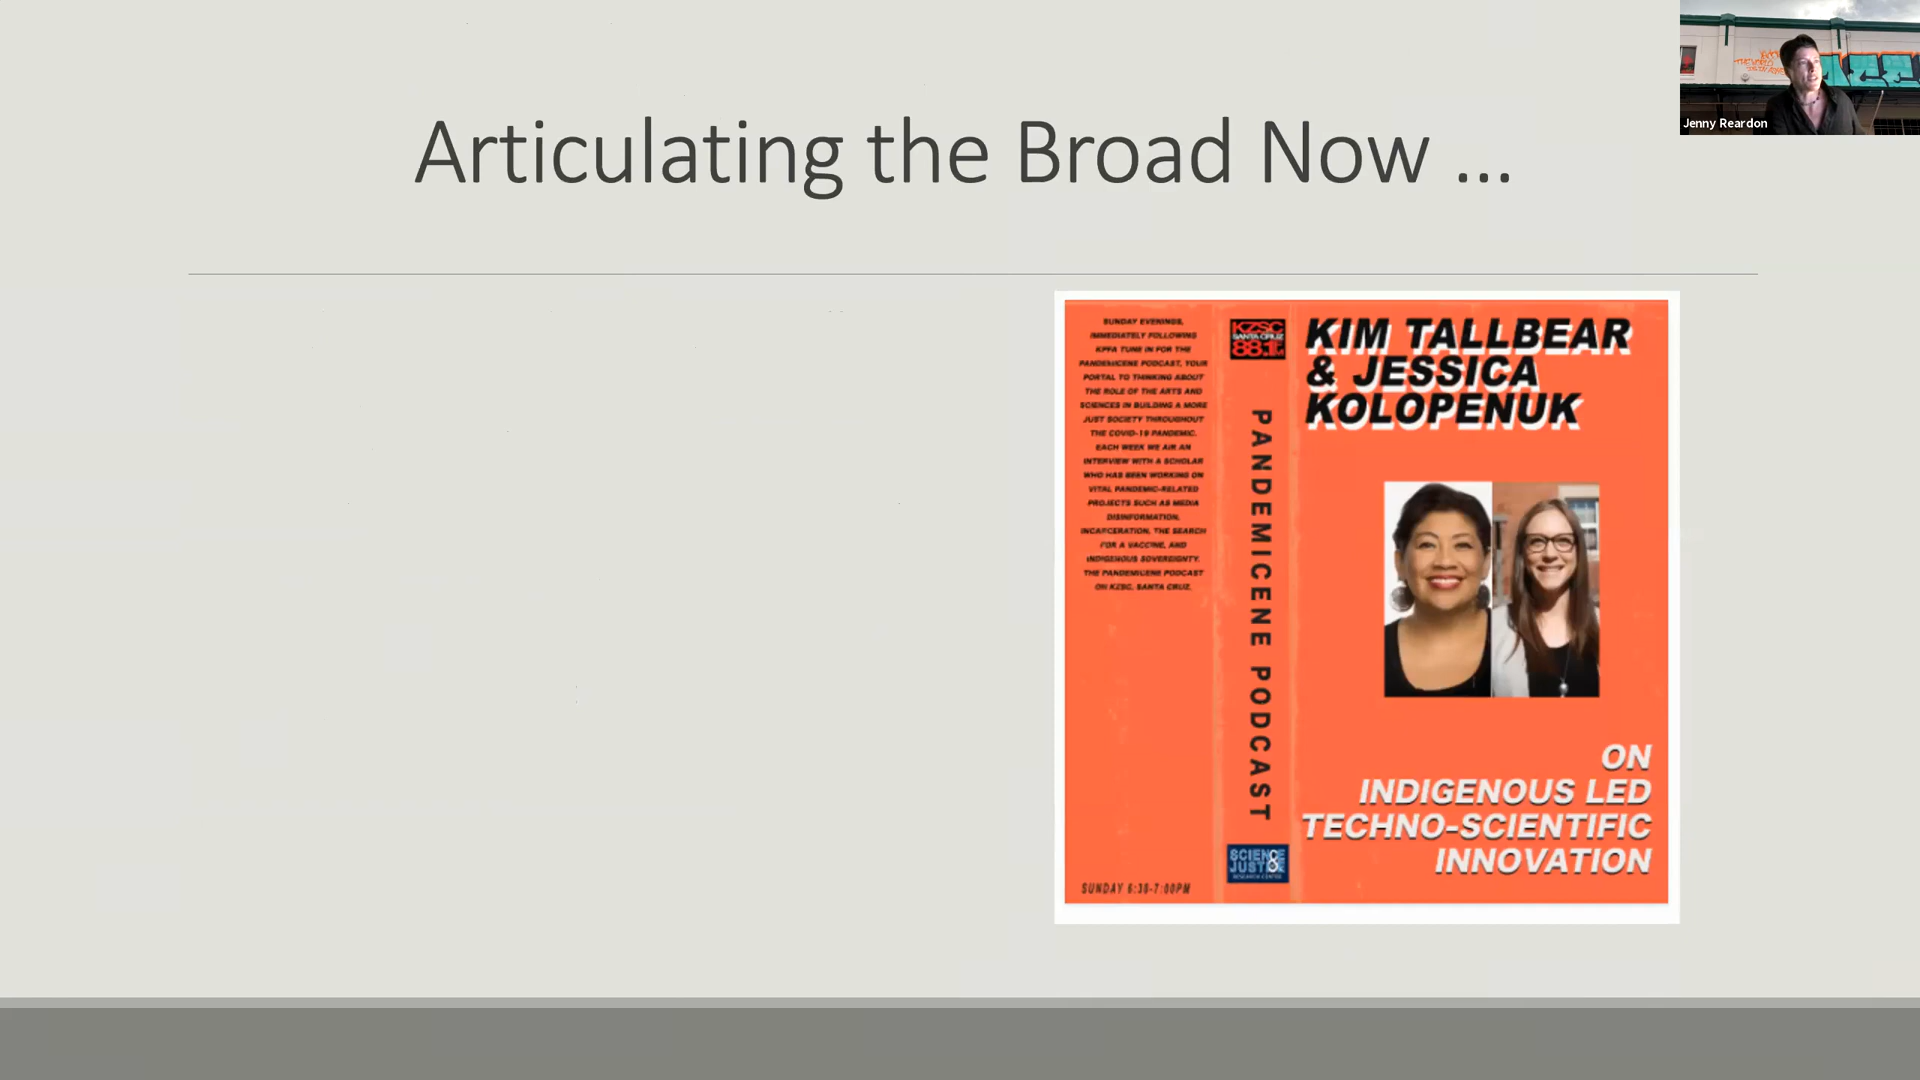 Articulating the Broad Now ...
Jenny Reardon
SUNDAY EVENINGS,
IMMEDIATELY FOLLOWING
KPFA TUNE IN FOR THE
PANDEMICENE PODCAST, YOUR
PORTAL TO THINKING ABOUT
THE ROLE OF THE ARTS AND
SCIENCES IN BUILDING A MORE
JUST SOCIETY THROUGHOUT
THE COVID-19 PANDEMIC.
EACH WEEK WE AIR AN
INTERVIEW WITH A SCHOLAR
WHO HAS BEEN WORKING ON
VITAL PANDEMIC-RELATED
PROJECTS SUCH AS MEDIA
DISINFORMATION,
INCARCERATION, THE SEARCH
FOR A VACCINE, AND
INDIGENOUS SOVEREIGNTY.
THE PANDEMICENE PODCAST
ON KZSC, SANTA CRUZ.
SUNDAY 6:30-7:00PM
KZSC
SANTA CRUZ
88.1 FM
PANDEMICENE PODCAST
SCIENCE &
JUSTICE
RESEARCH CENTER
KIM TALLBEAR
& JESSICA
KOLOPENUK
ON
INDIGENOUS LED
TECHNO-SCIENTIFIC
INNOVATION